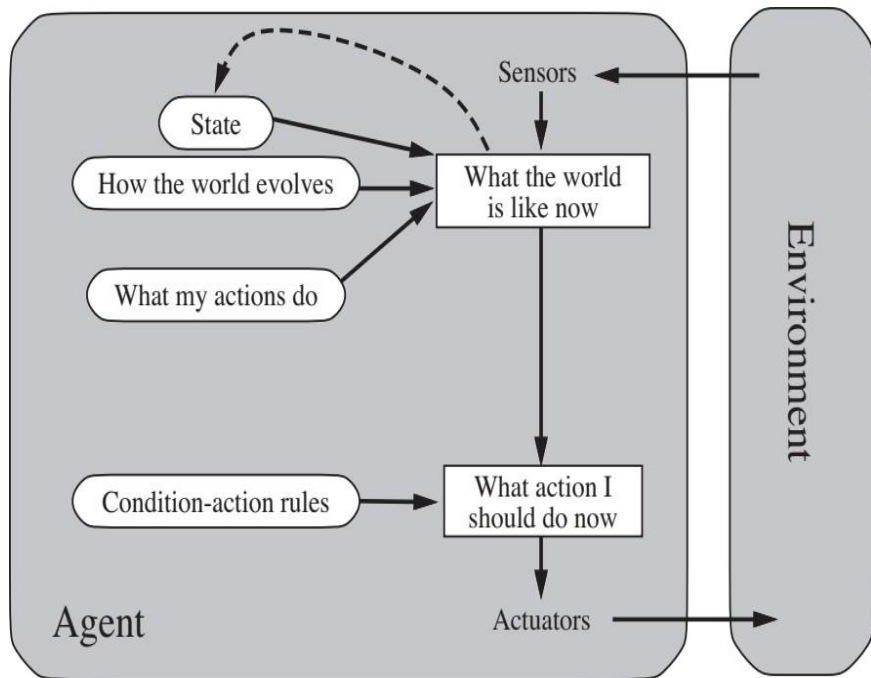 Sensors
State
How the world evolves
What the world
is like now
What my actions do
Environment
Condition-action rules
What action I
should do now
Agent
Actuators